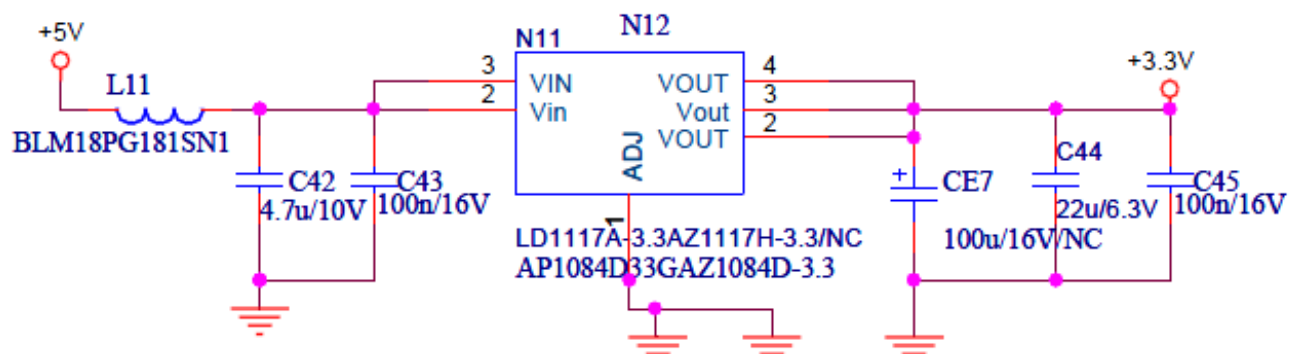 +5V
L11
BLM18PG181SN1
C42
4.7u/10V
C43
100n/16V
N11
N12
3
2
VIN
Vin
VOUT
Vout
VOUT
4
3
2
ADJ
1
LD1117A-3.3AZ1117H-3.3/NC
AP1084D33GAZ1084D-3.3
CE7
+
100u/16V/NC
C44
22u/6.3V
+3.3V
C45
100n/16V